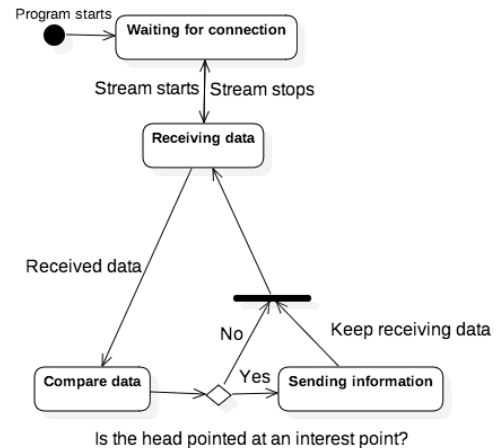 Program starts
Waiting for connection
Stream starts
Stream stops
Receiving data
Received data
No
Keep receiving data
Compare data
Yes
Sending information
Is the head pointed at an interest point?